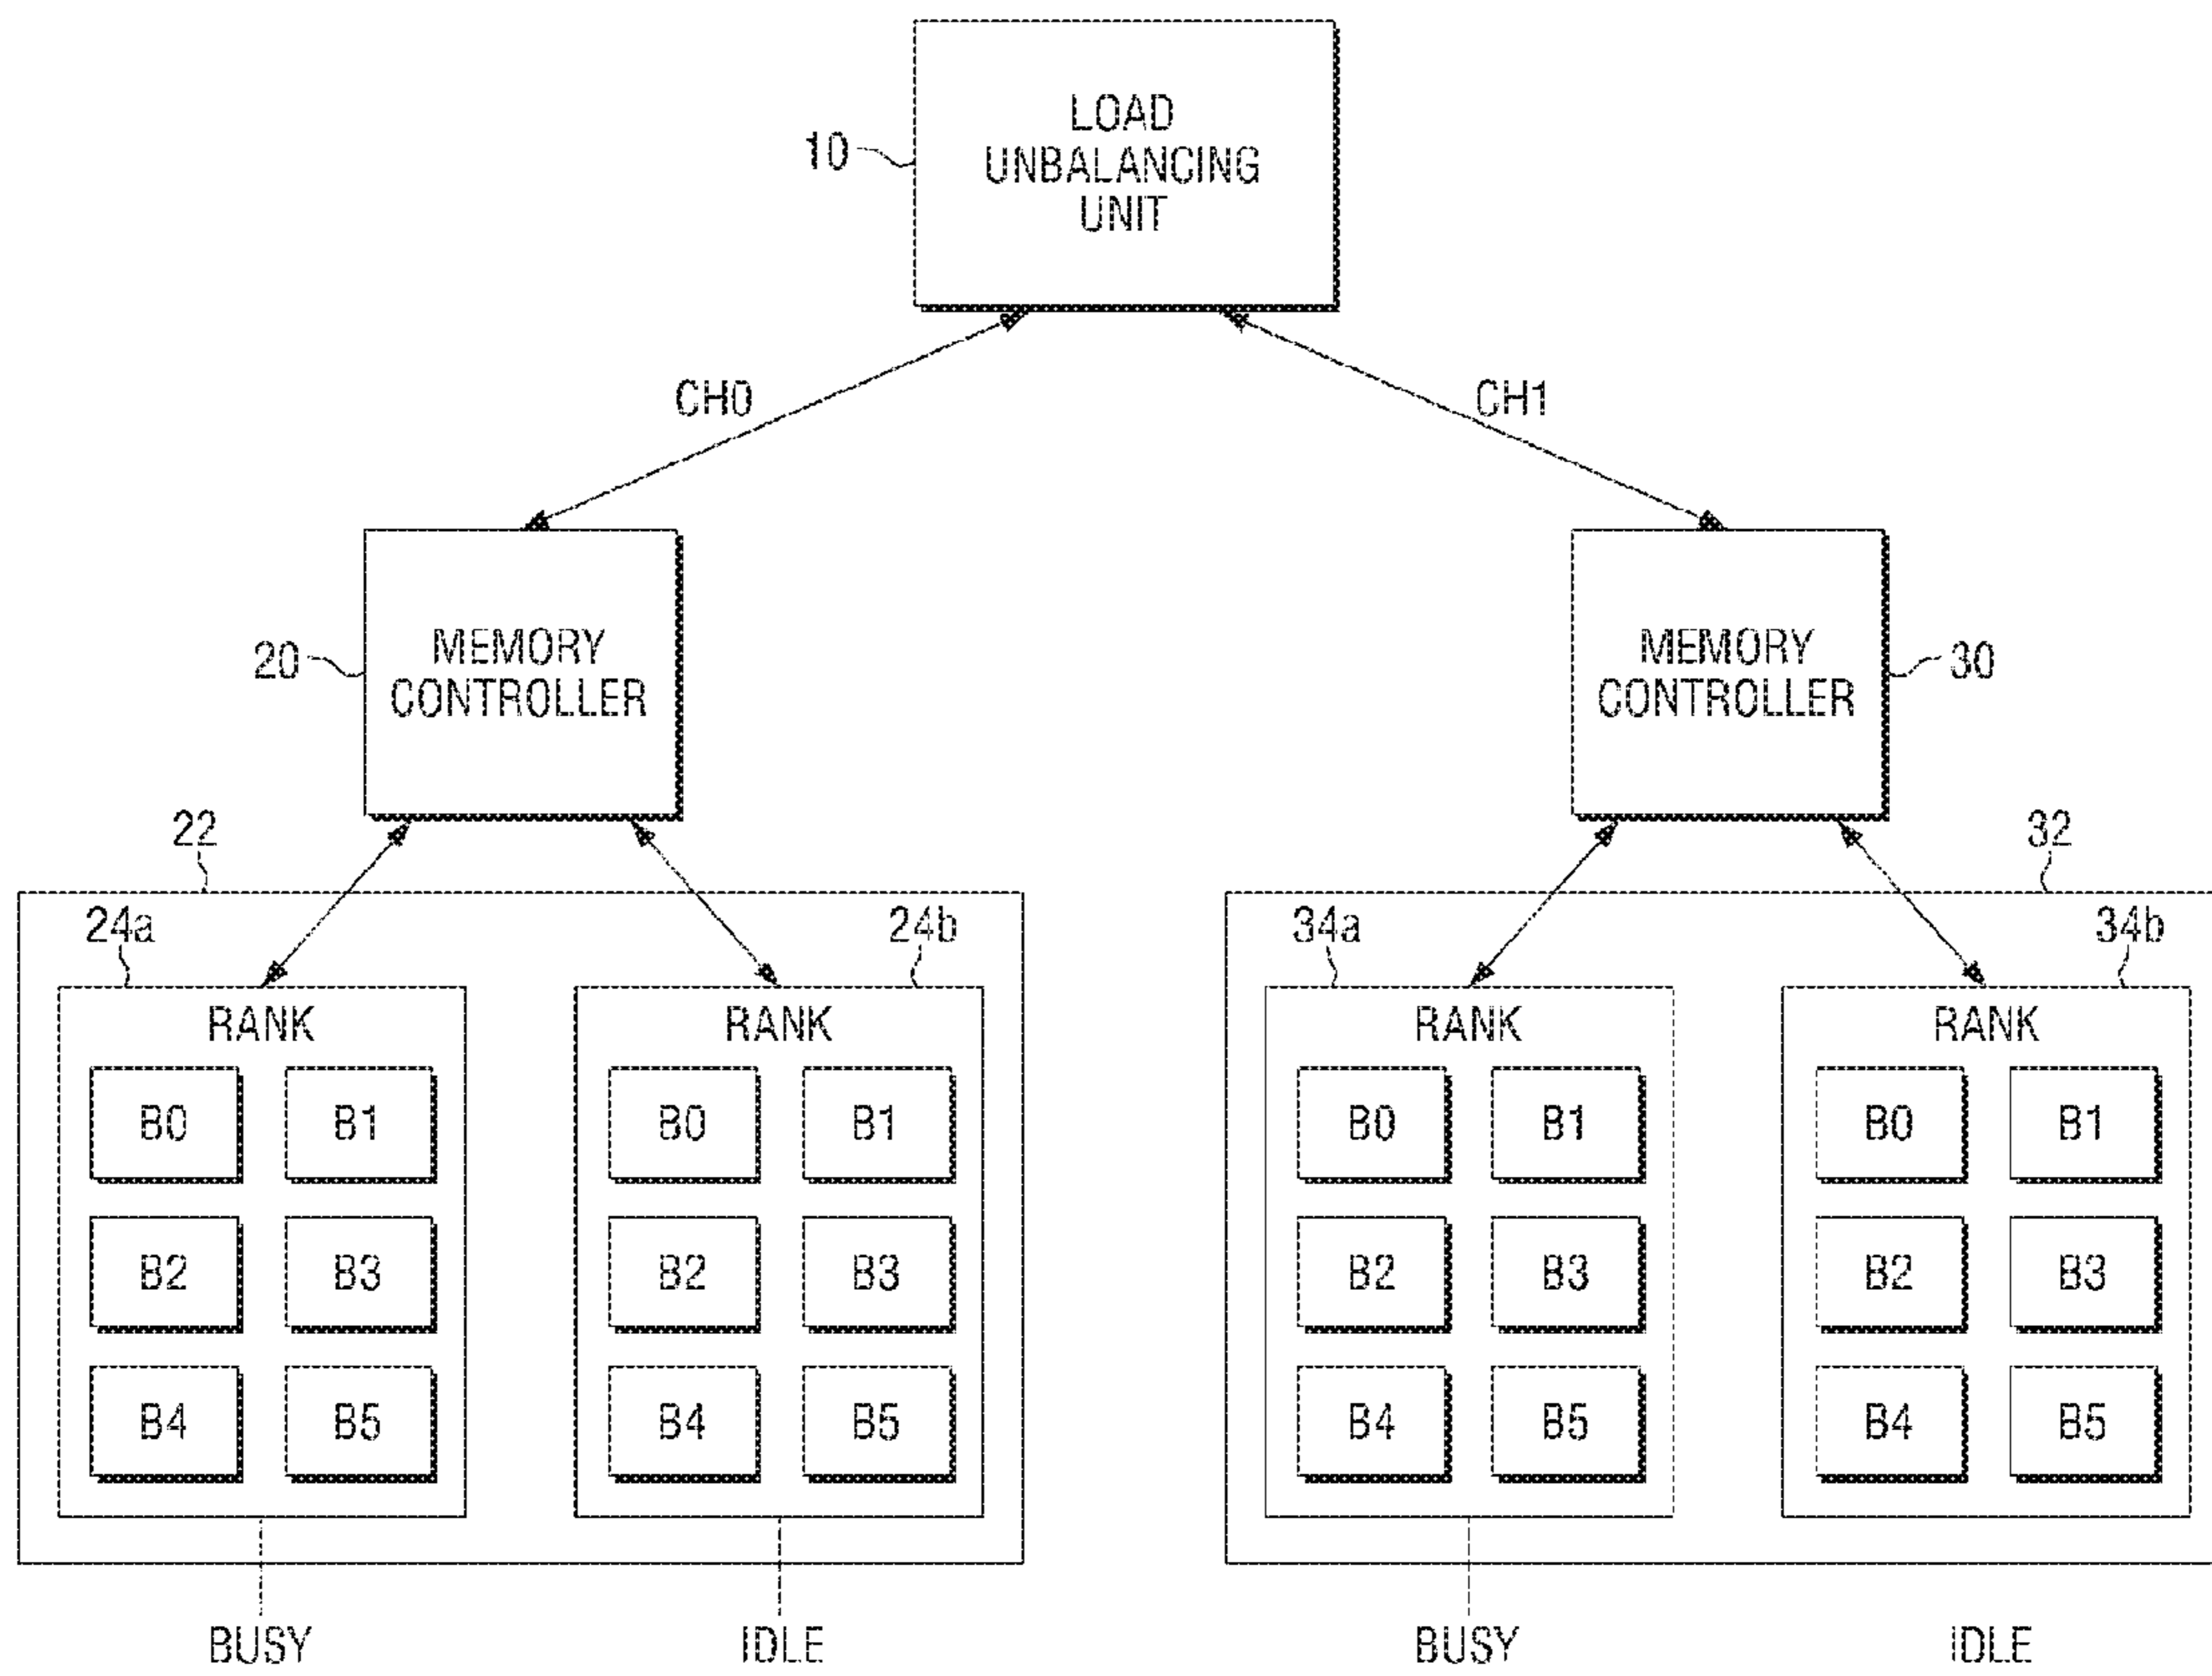 LOAD
UNBALANCING
UNIT
10
CH0
CH1
MEMORY
CONTROLLER
20
MEMORY
CONTROLLER
30
22
32
24a
24b
34a
34b
RANK
RANK
RANK
RANK
B0
B1
B0
B1
B0
B1
B0
B1
B2
B3
B2
B3
B2
B3
B2
B3
B4
B5
B4
B5
B4
B5
B4
B5
BUSY
IDLE
BUSY
IDLE